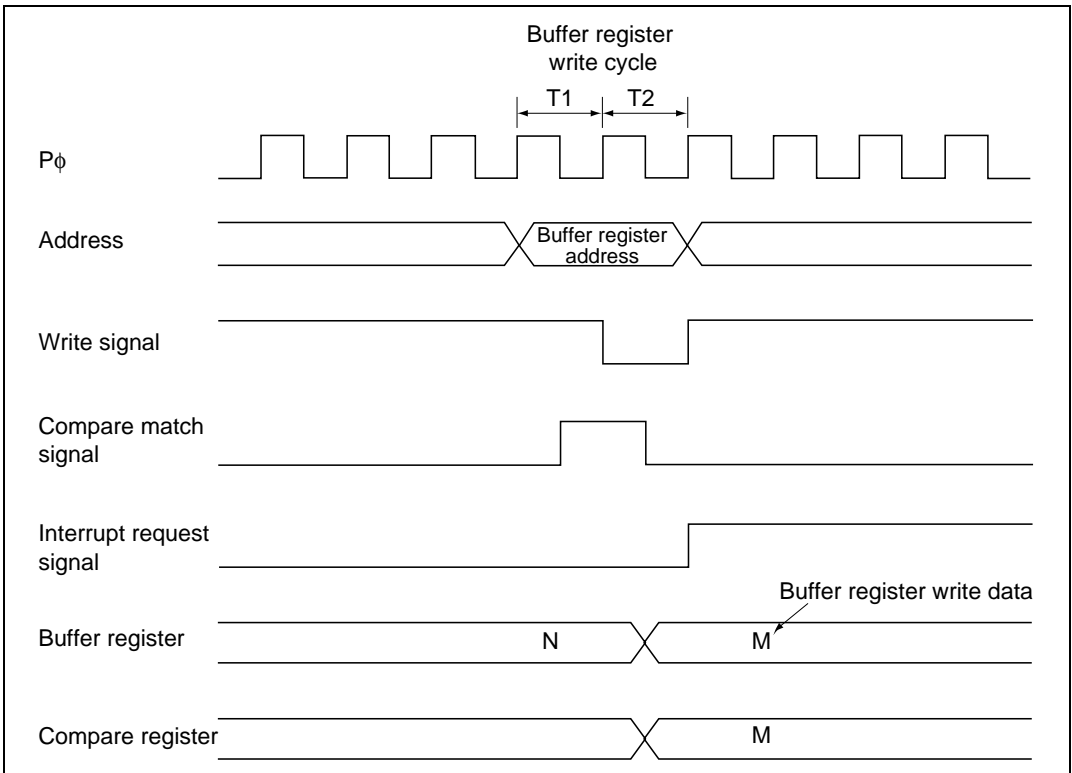 Buffer register
write cycle
T1 T2
Pϕ
Address
Buffer register
address
Write signal
Compare match
signal
Interrupt request
signal
Buffer register write data
Buffer register
N
M
Compare register
M